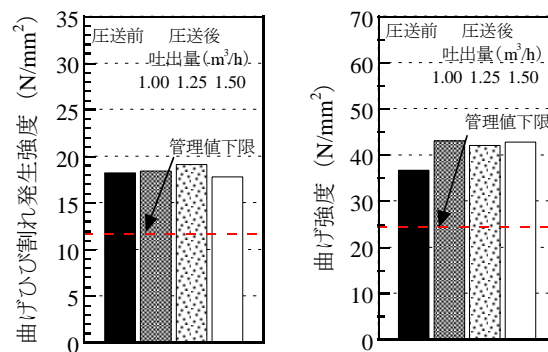 曲げひび割れ発生強度 (N/mm²)
35
30
25
20
15
10
5
0
圧送前 圧送後
吐出量(m³/h)
1.00 1.25 1.50
管理値下限
曲げ強度 (N/mm²)
70
60
50
40
30
20
10
0
圧送前 圧送後
吐出量(m³/h)
1.00 1.25 1.50
管理値下限